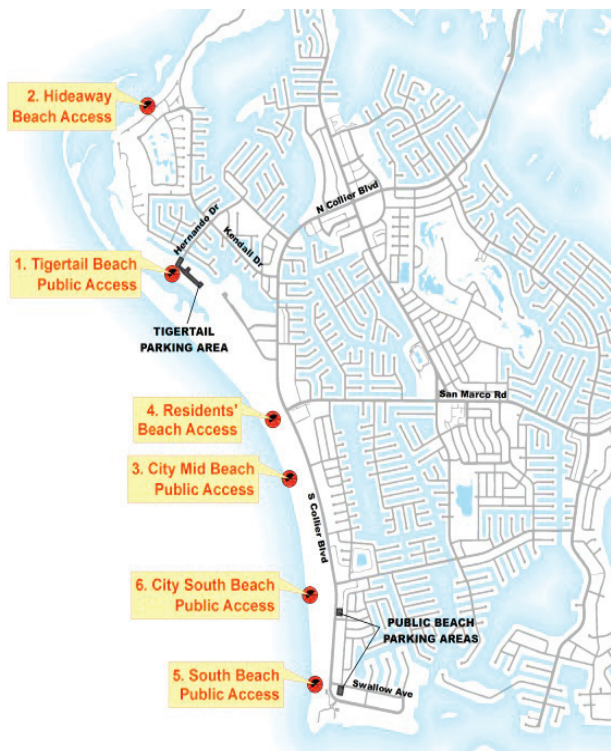 2. Hideaway
Beach Access
N Collier Blvd
Hernando Dr
Kendall Dr
1. Tigertail Beach
Public Access
TIGERTAIL
PARKING AREA
San Marco Rd
4. Residents'
Beach Access
3. City Mid Beach
Public Access
S Collier Blvd
6. City South Beach
Public Access
PUBLIC BEACH
PARKING AREAS
5. South Beach
Public Access
Swallow Ave